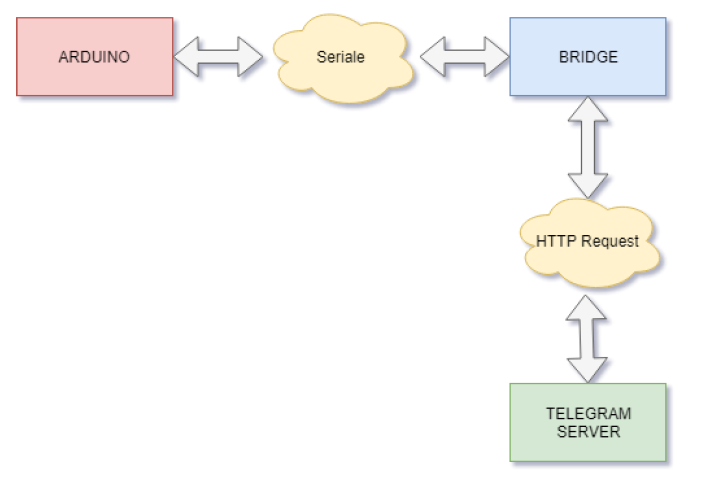 ARDUINO
Seriale
BRIDGE
HTTP Request
TELEGRAM
SERVER